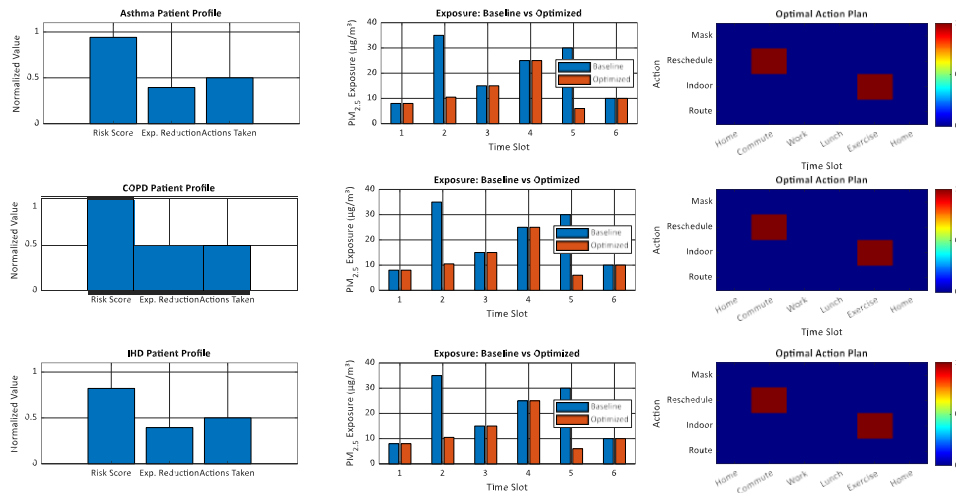 Asthma Patient Profile
Normalized Value
1
0.5
0
Risk Score
Exp. Reduction
Actions Taken
Exposure: Baseline vs Optimized
PM2.5 Exposure (µg/m³)
40
30
20
10
0
Baseline
Optimized
1 2 3 4 5 6
Time Slot
Optimal Action Plan
Action
Mask
Reschedule
Indoor
Route
Home
Commute
Work
Lunch
Exercise
Home
Time Slot
COPD Patient Profile
Normalized Value
1
0.5
0
Risk Score
Exp. Reduction
Actions Taken
Exposure: Baseline vs Optimized
PM2.5 Exposure (µg/m³)
40
30
20
10
0
Baseline
Optimized
1 2 3 4 5 6
Time Slot
Optimal Action Plan
Action
Mask
Reschedule
Indoor
Route
Home
Commute
Work
Lunch
Exercise
Home
Time Slot
IHD Patient Profile
Normalized Value
1
0.5
0
Risk Score
Exp. Reduction
Actions Taken
Exposure: Baseline vs Optimized
PM2.5 Exposure (µg/m³)
40
30
20
10
0
Baseline
Optimized
1 2 3 4 5 6
Time Slot
Optimal Action Plan
Action
Mask
Reschedule
Indoor
Route
Home
Commute
Work
Lunch
Exercise
Home